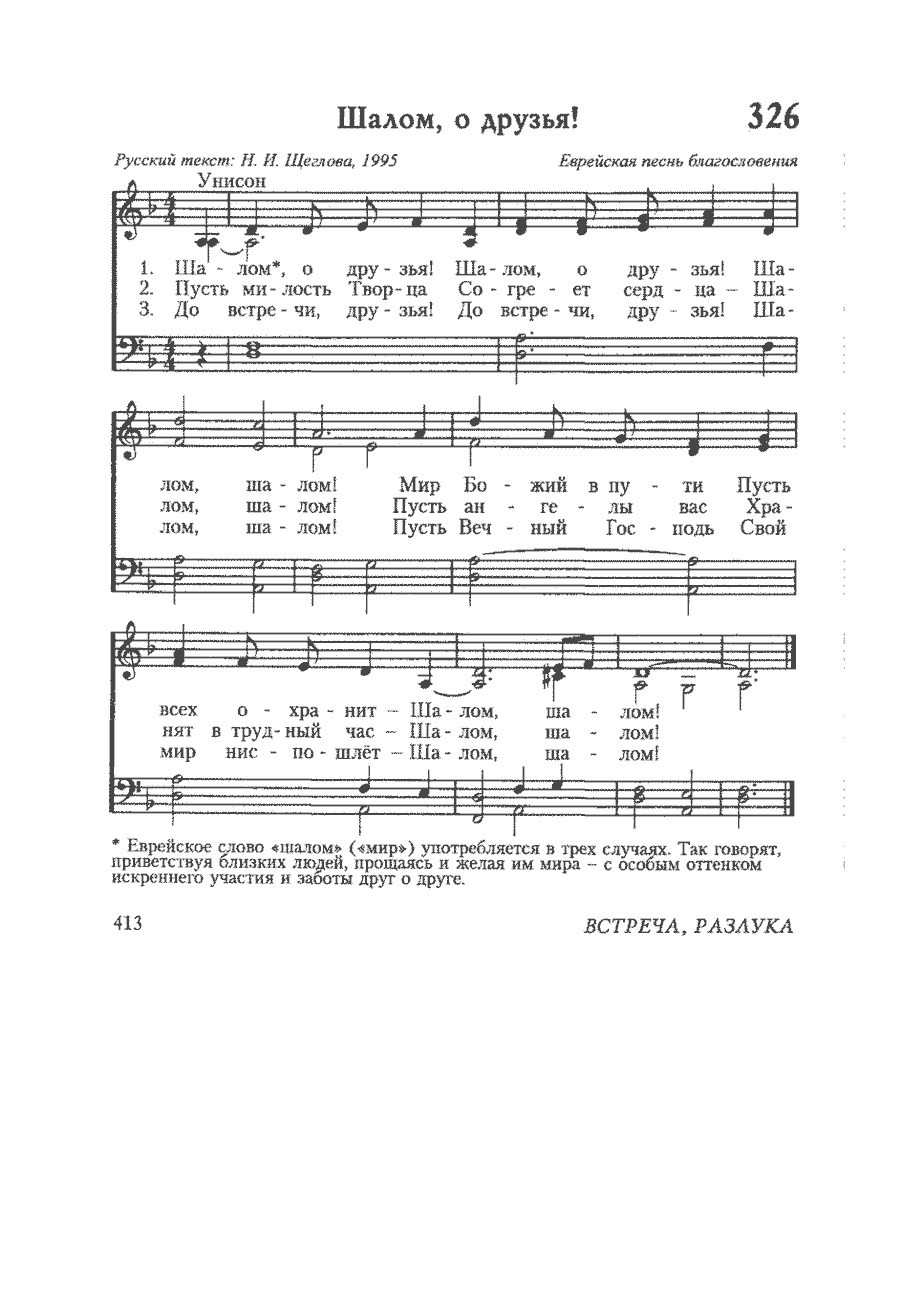 Шалом, о друзья! 326
Русский текст: Н. И. Щеглова, 1995 Еврейская песнь благословения
Унисон
1. Ша - лом*, о дру - зья! Ша - лом, о дру - зья! Ша -
2. Пусть ми - лость Твор - ца Со - гре - ет серд - ца – Ша -
3. До встре - чи, дру - зья! До встре - чи, дру - зья! Ша -
лом, ша - лом! Мир Бо - жий в пу - ти Пусть
лом, ша - лом! Пусть ан - ге - лы вас Хра -
лом, ша - лом! Пусть Веч - ный Гос - подь Свой
всех о - хра - нит – Ша - лом, ша - лом!
нят в труд - ный час – Ша - лом, ша - лом!
мир нис - по - шлёт – Ша - лом, ша - лом!
* Еврейское слово «шалом» («мир») употребляется в трех случаях. Так говорят,
приветствуя близких людей, прощаясь и желая им мира – с особым оттенком
искреннего участия и заботы друг о друге.
413 ВСТРЕЧА, РАЗЛУКА